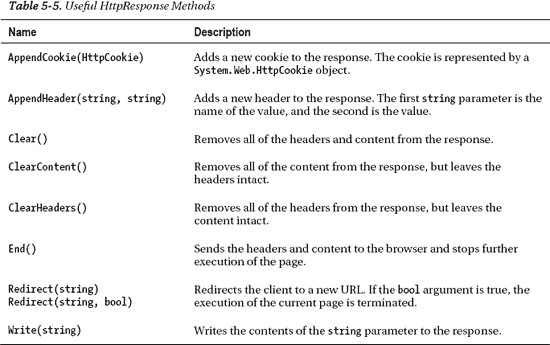 Table 5-5. Useful HttpResponse Methods
Name Description
AppendCookie(HttpCookie) Adds a new cookie to the response. The cookie is represented by a
System.Web.HttpCookie object.
AppendHeader(string, string) Adds a new header to the response. The first string parameter is the
name of the value, and the second is the value.
Clear() Removes all of the headers and content from the response.
ClearContent() Removes all of the content from the response, but leaves the
headers intact.
ClearHeaders() Removes all of the headers from the response, but leaves the
content intact.
End() Sends the headers and content to the browser and stops further
execution of the page.
Redirect(string) Redirects the client to a new URL. If the bool argument is true, the
Redirect(string, bool) execution of the current page is terminated.
Write(string) Writes the contents of the string parameter to the response.